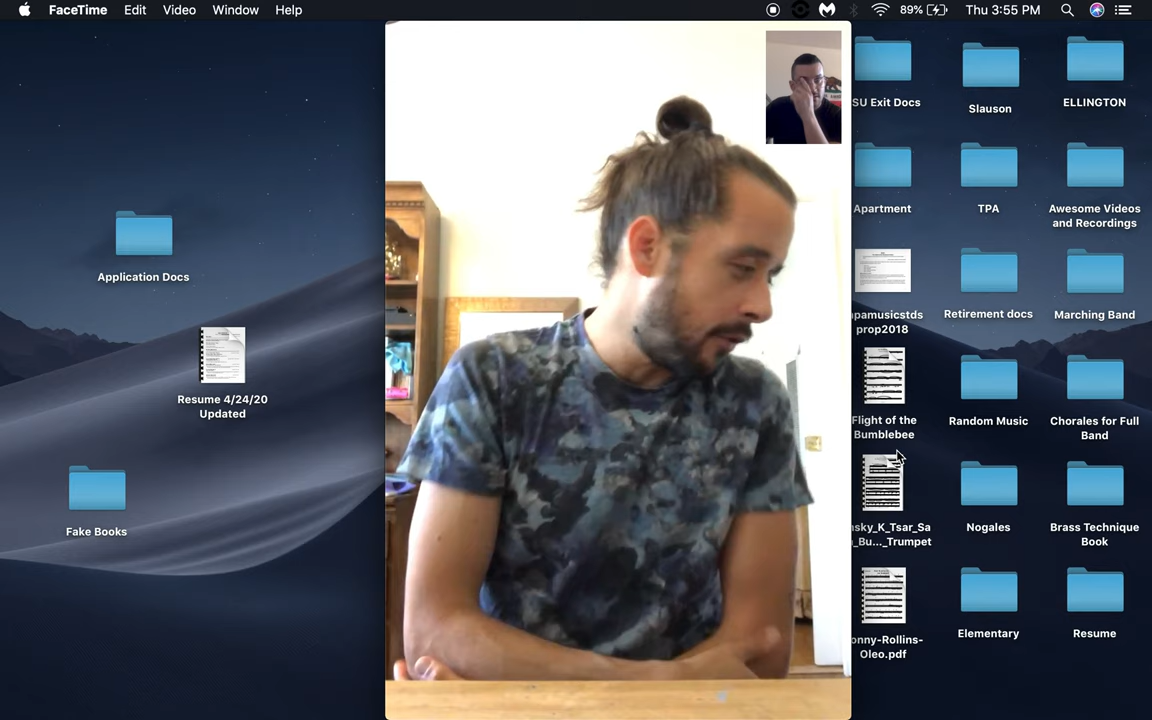 FaceTime Edit Video Window Help 89% Thu 3:55 PM
SU Exit Docs
Slauson
ELLINGTON
Apartment
TPA
Awesome Videos
and Recordings
Application Docs
pamusicstds
prop2018
Retirement docs
Marching Band
Resume 4/24/20
Updated
Flight of the
Bumblebee
Random Music
Chorales for Full
Band
Fake Books
nsky_K_Tsar_Sa
_Bu..._Trumpet
Nogales
Brass Technique
Book
onny-Rollins-
Oleo.pdf
Elementary
Resume